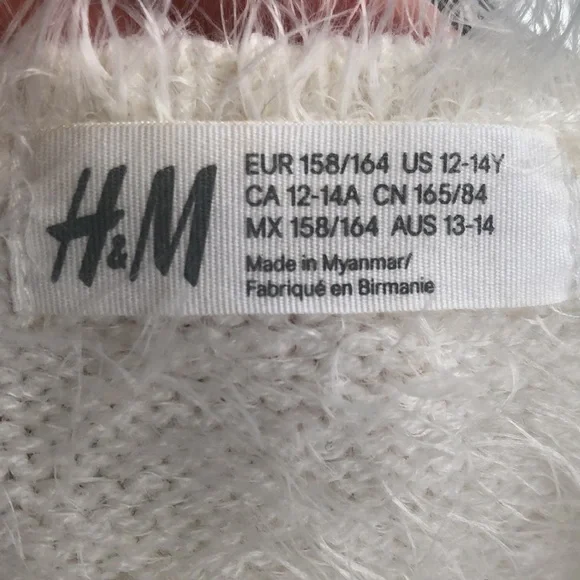 H&M
EUR 158/164 US 12-14Y
CA 12-14A CN 165/84
MX 158/164 AUS 13-14
Made in Myanmar/
Fabriqué en Birmanie